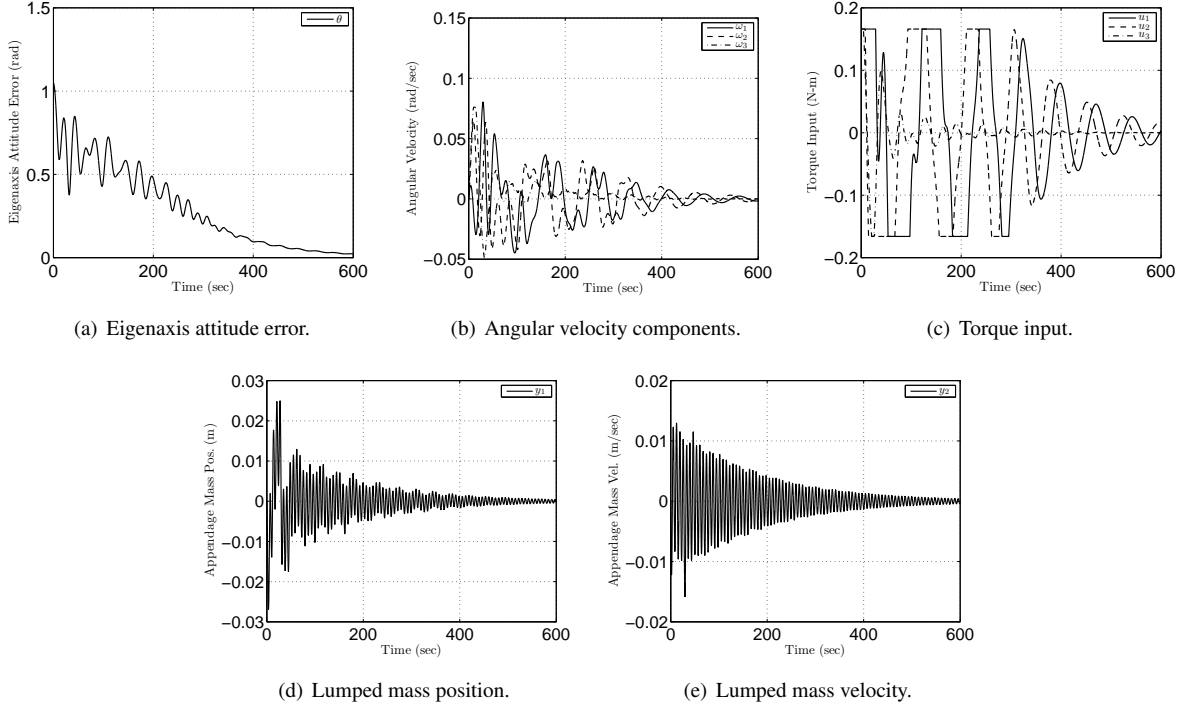 θ
1.5
1
0.5
0
0 200 400 600
Eigenaxis Attitude Error (rad)
Time (sec)
(a) Eigenaxis attitude error.
ω1
ω2
ω3
0.15
0.10
0.05
0
−0.05
0 200 400 600
Angular Velocity (rad/sec)
Time (sec)
(b) Angular velocity components.
u1
u2
u3
0.2
0.1
0
−0.1
−0.2
0 200 400 600
Torque Input (N-m)
Time (sec)
(c) Torque input.
y1
0.03
0.02
0.01
0
−0.01
−0.02
−0.03
0 200 400 600
Appendage Mass Pos. (m)
Time (sec)
(d) Lumped mass position.
y2
0.02
0.01
0
−0.01
−0.02
0 200 400 600
Appendage Mass Vel. (m/sec)
Time (sec)
(e) Lumped mass velocity.